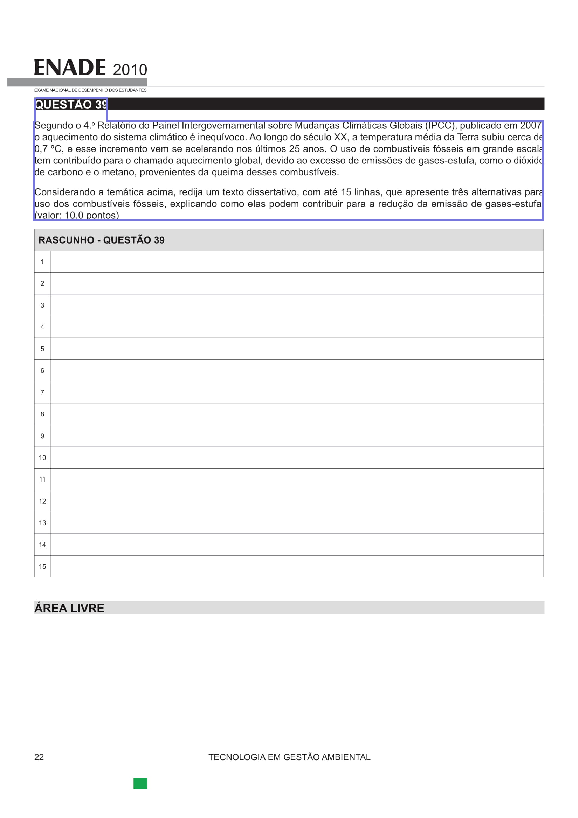 ENADE 2010
EXAME NACIONAL DE DESEMPENHO DOS ESTUDANTES
QUESTÃO 39
Segundo o 4.º Relatório do Painel Intergovernamental sobre Mudanças Climáticas Globais (IPCC), publicado em 2007,
o aquecimento do sistema climático é inequívoco. Ao longo do século XX, a temperatura média da Terra subiu cerca de
0,7 ºC, e esse incremento vem se acelerando nos últimos 25 anos. O uso de combustíveis fósseis em grande escala
tem contribuído para o chamado aquecimento global, devido ao excesso de emissões de gases-estufa, como o dióxido
de carbono e o metano, provenientes da queima desses combustíveis.
Considerando a temática acima, redija um texto dissertativo, com até 15 linhas, que apresente três alternativas para
uso dos combustíveis fósseis, explicando como elas podem contribuir para a redução da emissão de gases-estufa.
(valor: 10,0 pontos)
RASCUNHO - QUESTÃO 39
1
2
3
4
5
6
7
8
9
10
11
12
13
14
15
ÁREA LIVRE
22
TECNOLOGIA EM GESTÃO AMBIENTAL